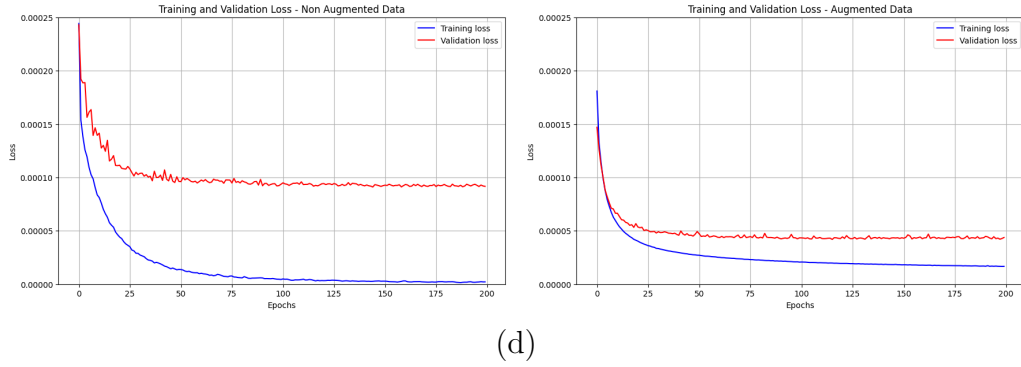 Training and Validation Loss - Non Augmented Data
0.00025
0.00020
0.00015
0.00010
0.00005
0.00000
Loss
Training loss
Validation loss
0 25 50 75 100 125 150 175 200
Epochs
Training and Validation Loss - Augmented Data
0.00025
0.00020
0.00015
0.00010
0.00005
0.00000
Loss
Training loss
Validation loss
0 25 50 75 100 125 150 175 200
Epochs
(d)